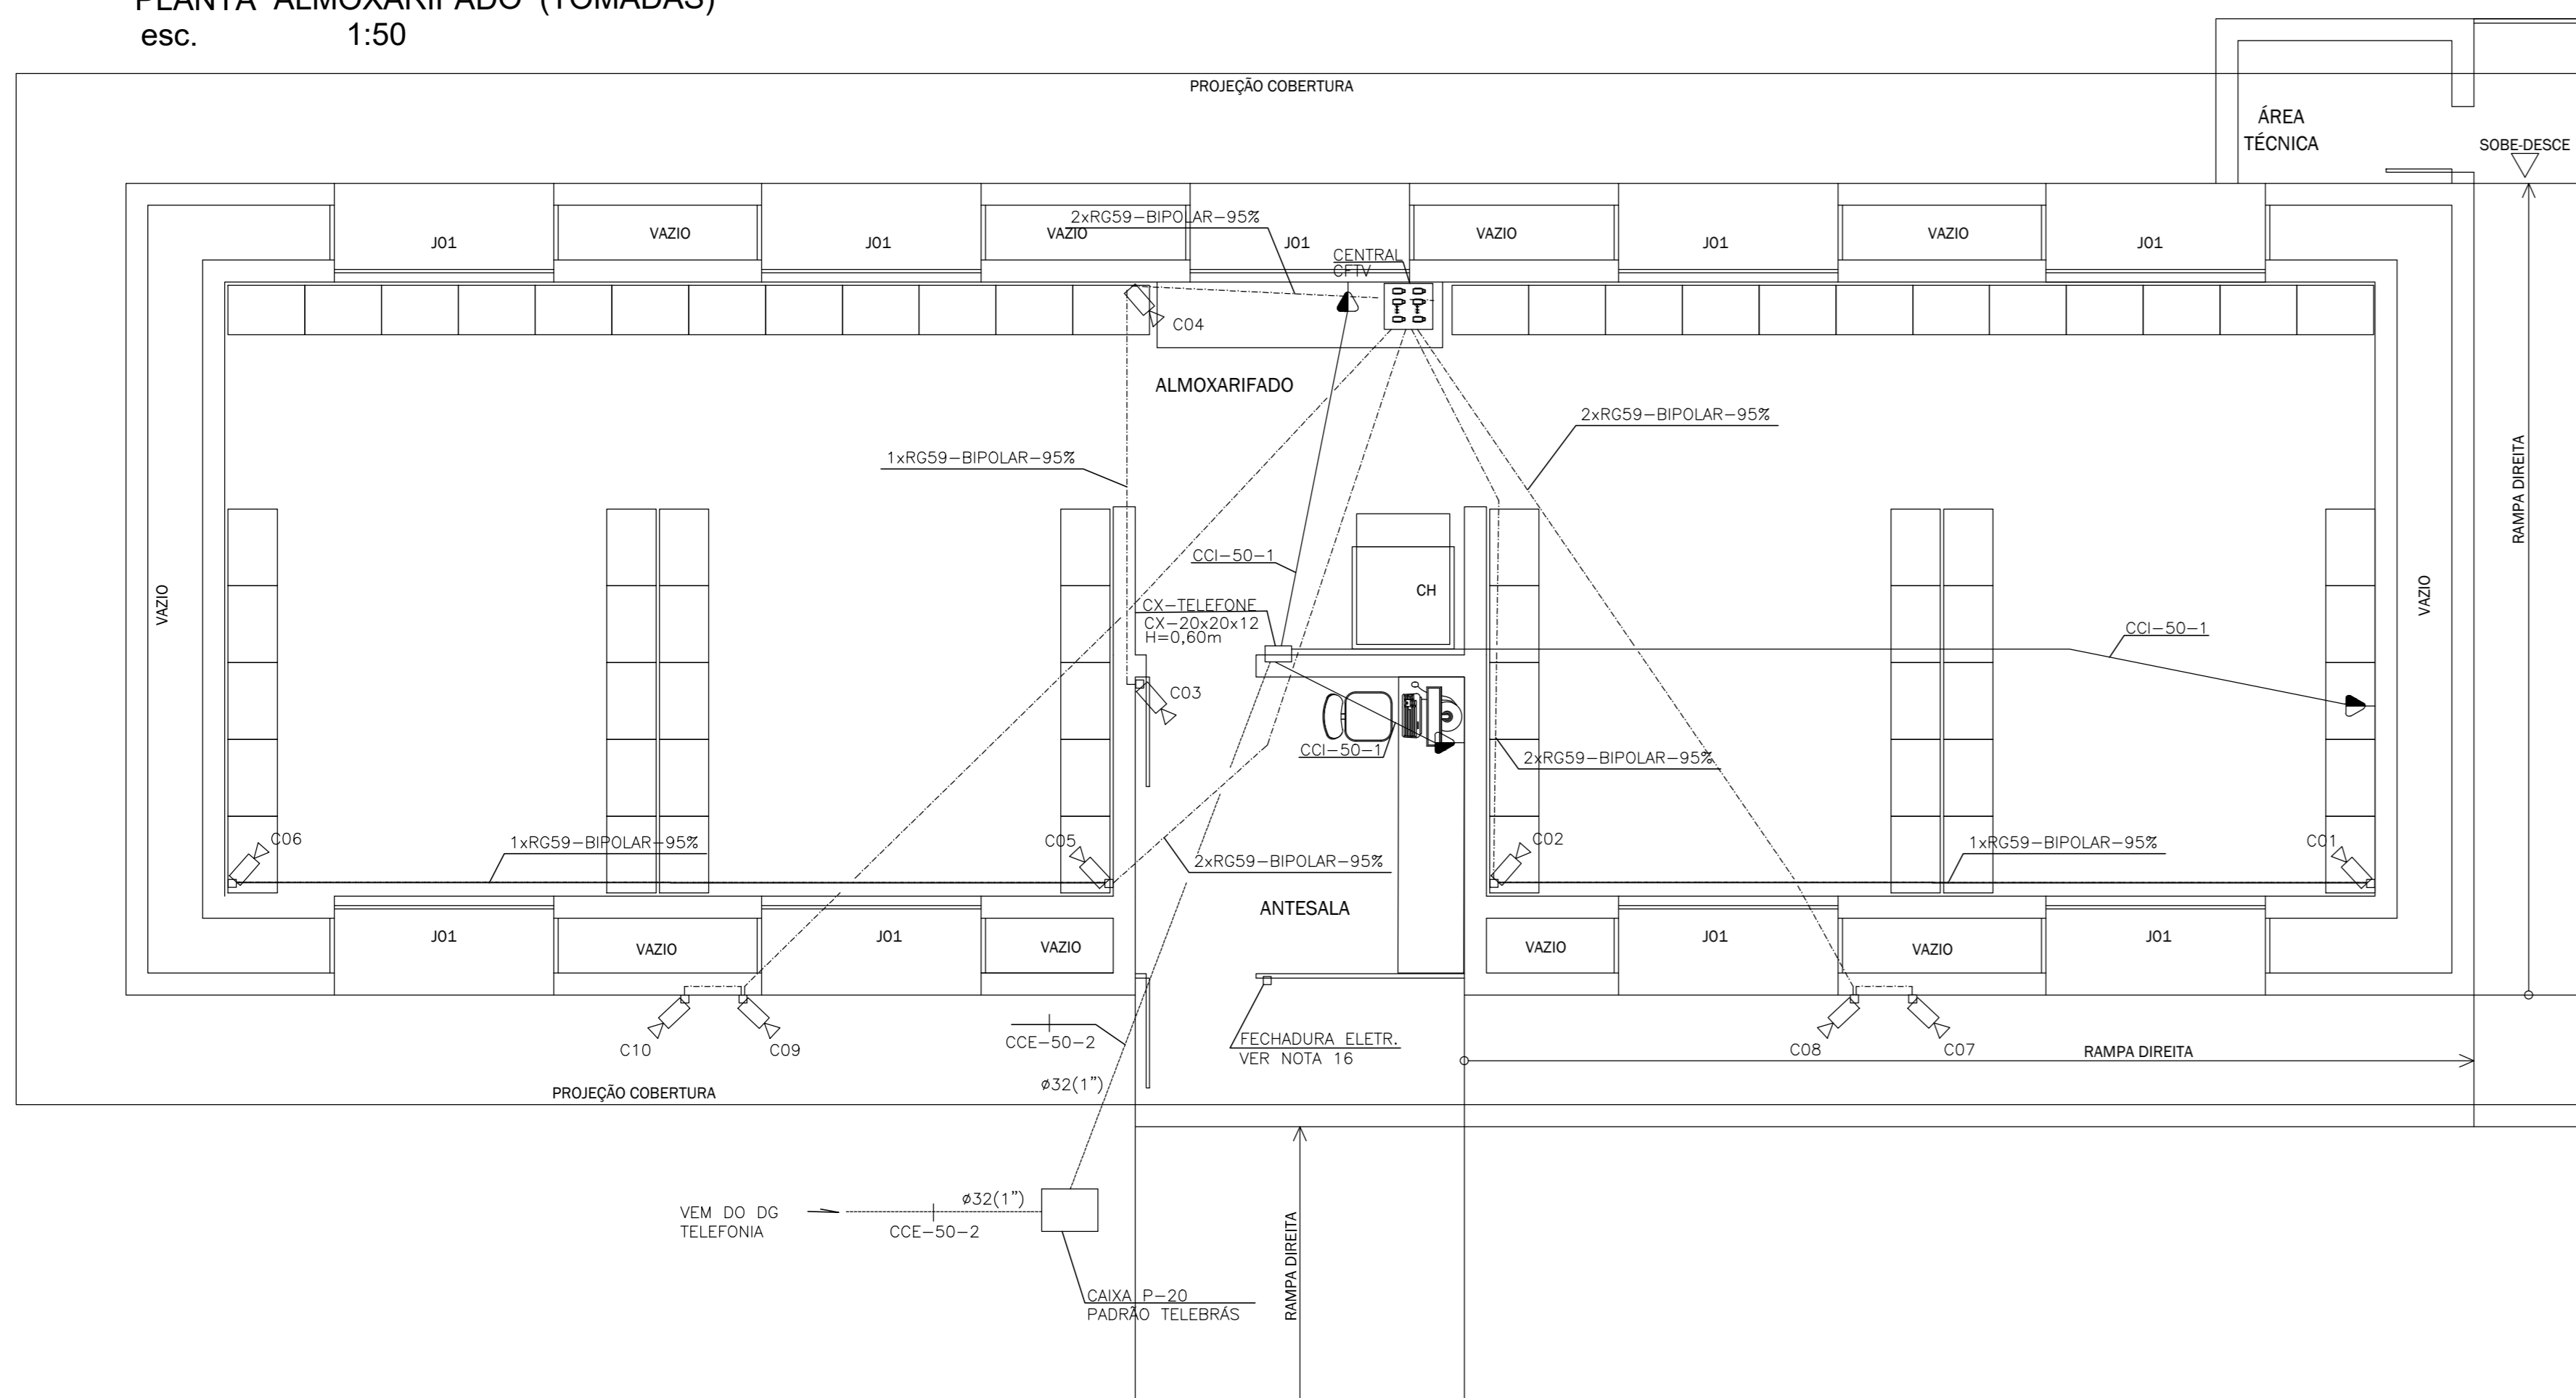 PLANTA ALMOXARIFADO (TOMADAS)
esc. 1:50
PROJEÇÃO COBERTURA
ÁREA
TÉCNICA
SOBE-DESCE
2xRG59-BIPOLAR-95%
J01
VAZIO
J01
VAZIO
J01
VAZIO
J01
VAZIO
J01
CENTRAL
CFTV
C04
ALMOXARIFADO
2xRG59-BIPOLAR-95%
1xRG59-BIPOLAR-95%
RAMPA DIREITA
CCI-50-1
CH
VAZIO
VAZIO
CX-TELEFONE
CX-20x20x12
H=0,60m
CCI-50-1
C03
CCI-50-1
2xRG59-BIPOLAR-95%
C06
1xRG59-BIPOLAR-95%
C05
C02
1xRG59-BIPOLAR-95%
C01
2xRG59-BIPOLAR-95%
ANTESALA
J01
VAZIO
J01
VAZIO
VAZIO
J01
VAZIO
J01
C10
C09
CCE-50-2
FECHADURA ELETR.
VER NOTA 16
C08
C07
RAMPA DIREITA
ø32(1")
PROJEÇÃO COBERTURA
VEM DO DG
TELEFONIA
ø32(1")
CCE-50-2
RAMPA DIREITA
CAIXA P-20
PADRÃO TELEBRÁS